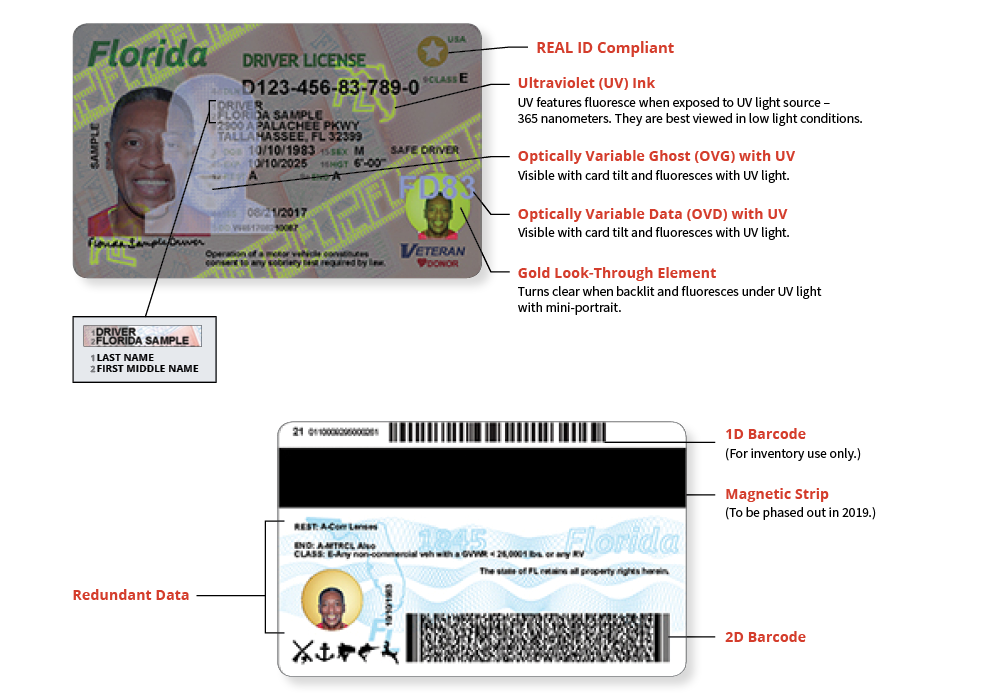 Florida
USA
DRIVER LICENSE
9CLASS E
D123-456-83-789-0
DRIVER
FLORIDA SAMPLE
2900 APALACHEE PKWY
TALLAHASSEE, FL 32399
10/10/1983 15 SEX M
10/10/2025 16 HGT 6'-00"
A
A
SAFE DRIVER
FD83
SAMPLE
08/21/2017
Florida Sample Driver
Operation of a motor vehicle constitutes
consent to any sobriety test required by law.
VETERAN
DONOR
REAL ID Compliant
Ultraviolet (UV) Ink
UV features fluoresce when exposed to UV light source –
365 nanometers. They are best viewed in low light conditions.
Optically Variable Ghost (OVG) with UV
Visible with card tilt and fluoresces with UV light.
Optically Variable Data (OVD) with UV
Visible with card tilt and fluoresces with UV light.
Gold Look-Through Element
Turns clear when backlit and fluoresces under UV light
with mini-portrait.
1 DRIVER
2 FLORIDA SAMPLE
1 LAST NAME
2 FIRST MIDDLE NAME
21
1D Barcode
(For inventory use only.)
Magnetic Strip
(To be phased out in 2019.)
REST: A-Corr Lenses
END: A-MTRCL Also
CLASS: E-Any non-commercial veh with a GVWR < 26,0001 lbs. or any RV
1845
Florida
The state of FL retains all property rights herein.
10/10/1983
FL
Redundant Data
2D Barcode